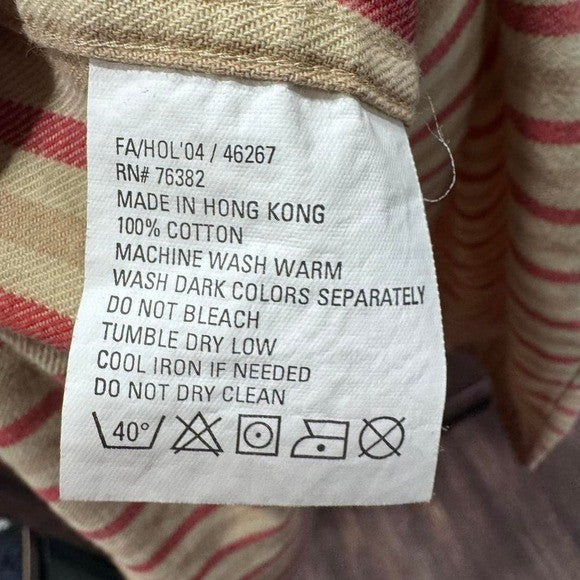 FA/HOL'04 / 46267
RN# 76382
MADE IN HONG KONG
100% COTTON
MACHINE WASH WARM
WASH DARK COLORS SEPARATELY
DO NOT BLEACH
TUMBLE DRY LOW
COOL IRON IF NEEDED
DO NOT DRY CLEAN
40°